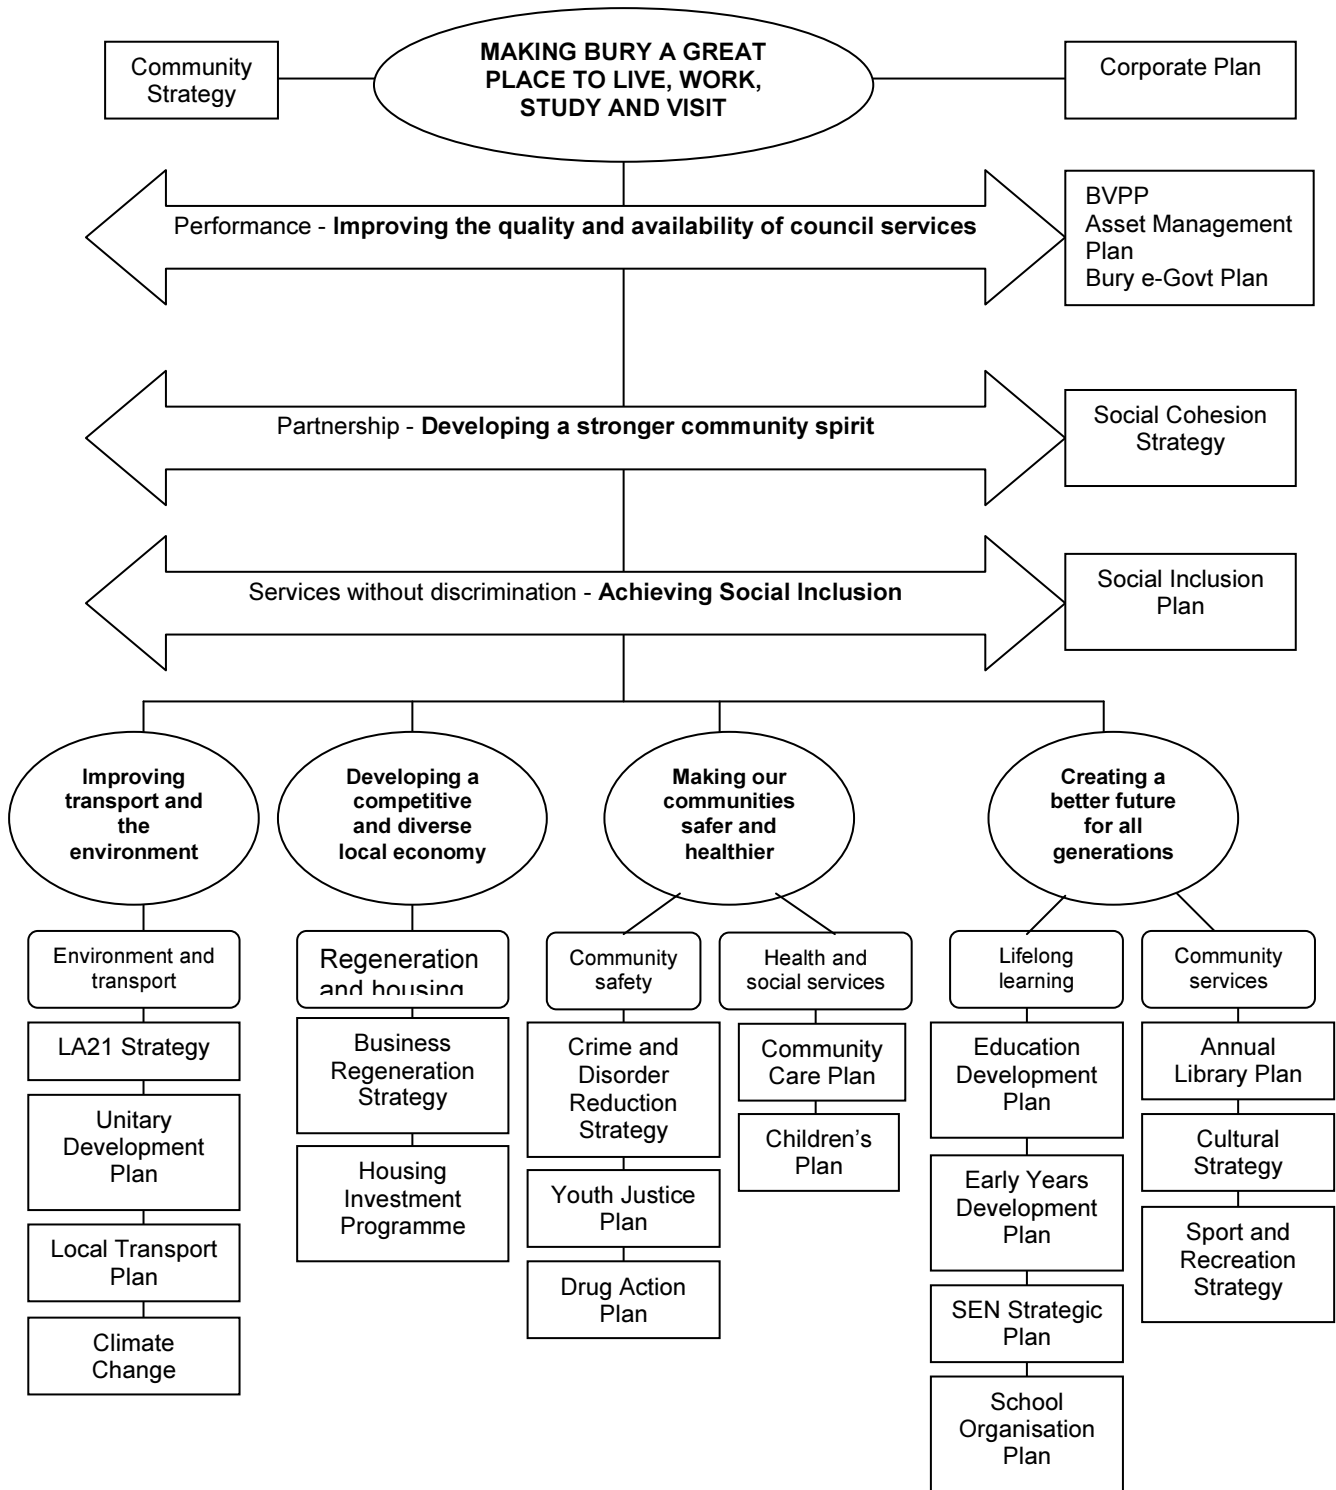 Community
Strategy
MAKING BURY A GREAT
PLACE TO LIVE, WORK,
STUDY AND VISIT
Corporate Plan
Performance - Improving the quality and availability of council services
BVPP
Asset Management
Plan
Bury e-Govt Plan
Partnership - Developing a stronger community spirit
Social Cohesion
Strategy
Services without discrimination - Achieving Social Inclusion
Social Inclusion
Plan
Improving
transport and
the
environment
Developing a
competitive
and diverse
local economy
Making our
communities
safer and
healthier
Creating a
better future
for all
generations
Environment and
transport
LA21 Strategy
Unitary
Development
Plan
Local Transport
Plan
Climate
Change
Regeneration
and housing
Business
Regeneration
Strategy
Housing
Investment
Programme
Community
safety
Crime and
Disorder
Reduction
Strategy
Youth Justice
Plan
Drug Action
Plan
Health and
social services
Community
Care Plan
Children’s
Plan
Lifelong
learning
Education
Development
Plan
Early Years
Development
Plan
SEN Strategic
Plan
School
Organisation
Plan
Community
services
Annual
Library Plan
Cultural
Strategy
Sport and
Recreation
Strategy